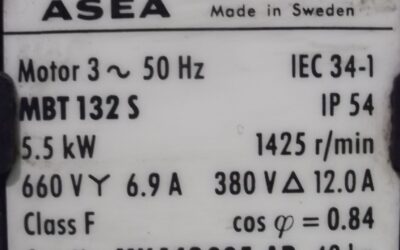 ASEA Made in Sweden
Motor 3 ~ 50 Hz IEC 34-1
MBT 132 S IP 54
5.5 kW 1425 r/min
660 V Y 6.9 A 380 V Δ 12.0 A
Class F cos φ = 0.84